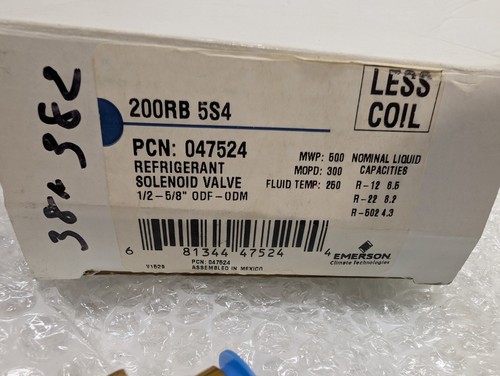 LESS
COIL
200RB 5S4
PCN: 047524
REFRIGERANT
SOLENOID VALVE
1/2-5/8" ODF-ODM
MWP: 500
MOPD: 300
FLUID TEMP: 250
NOMINAL LIQUID
CAPACITIES
R-12 6.5
R-22 8.2
R-502 4.3
6 81344 47524 4
V1629
PCN: 047524
ASSEMBLED IN MEXICO
EMERSON
Climate Technologies